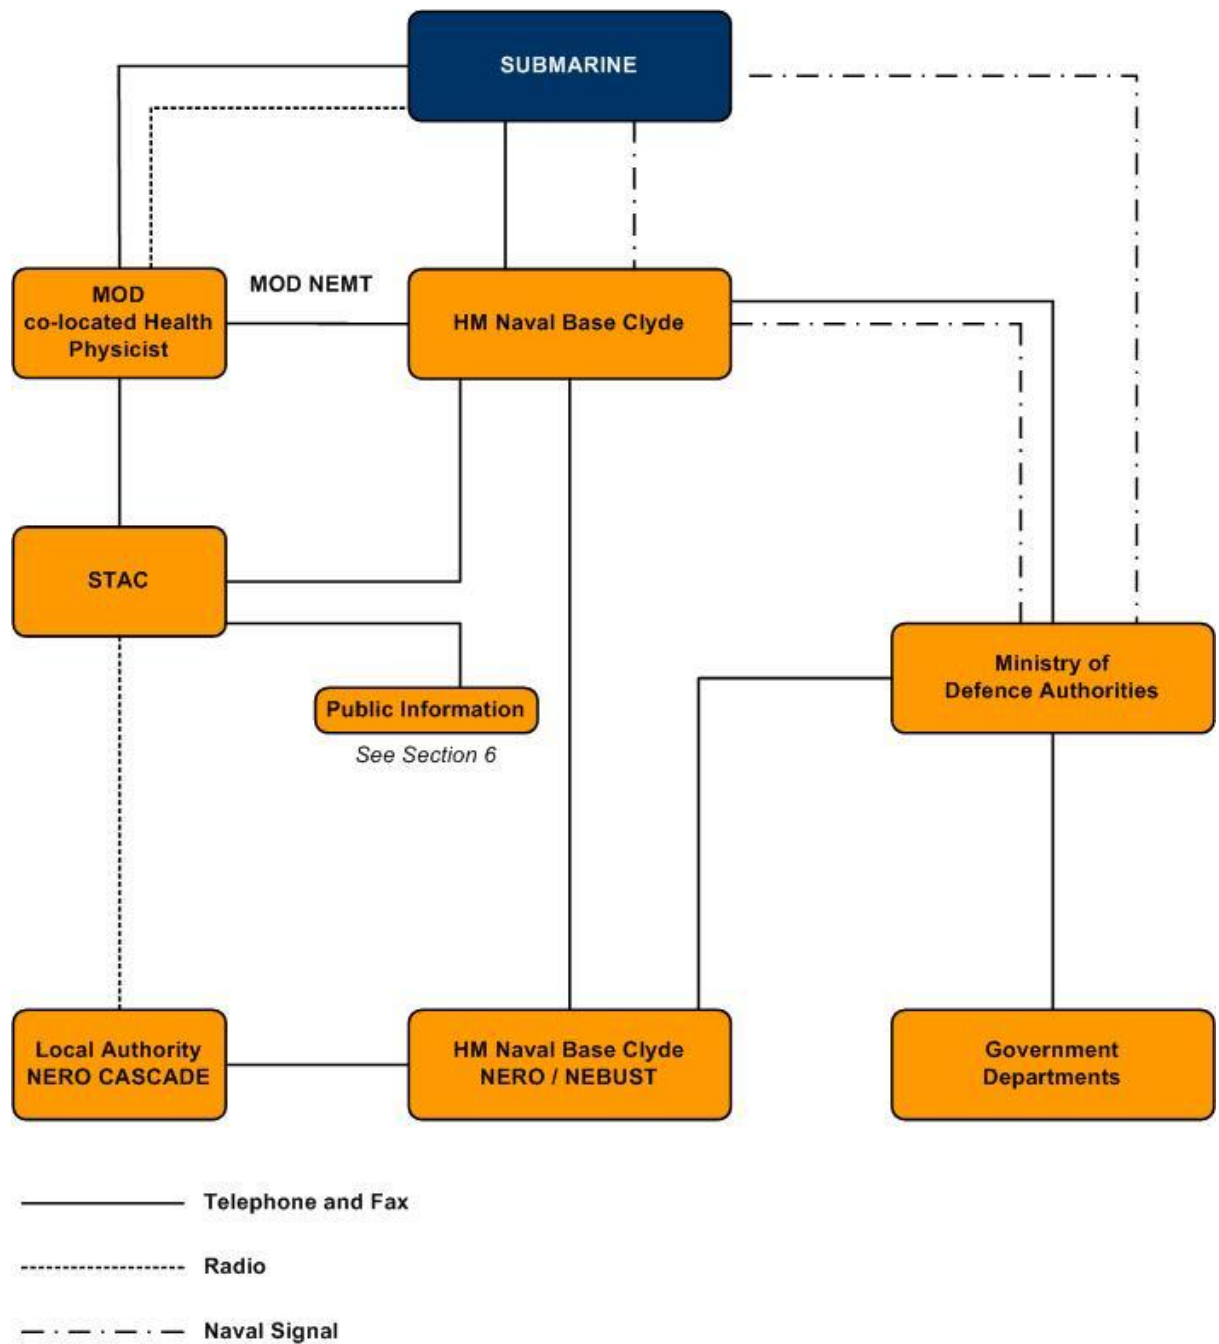 SUBMARINE
MOD
co-located Health
Physicist
MOD NEMT
HM Naval Base Clyde
STAC
Public Information
See Section 6
Ministry of
Defence Authorities
Local Authority
NERO CASCADE
HM Naval Base Clyde
NERO / NEBUST
Government
Departments
Telephone and Fax
Radio
Naval Signal